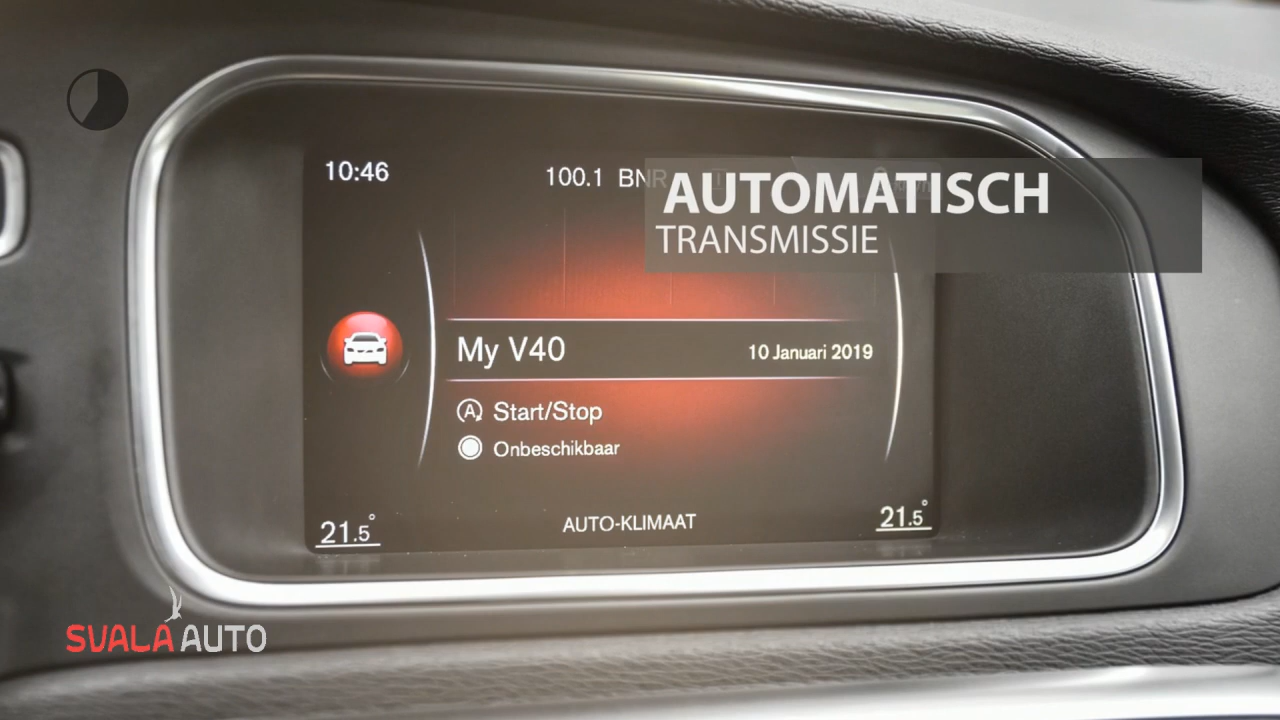 10:46
100.1 BNR
AUTOMATISCH
TRANSMISSIE
My V40
10 Januari 2019
A Start/Stop
Onbeschikbaar
21.5°
AUTO-KLIMAAT
21.5°
SVALA AUTO